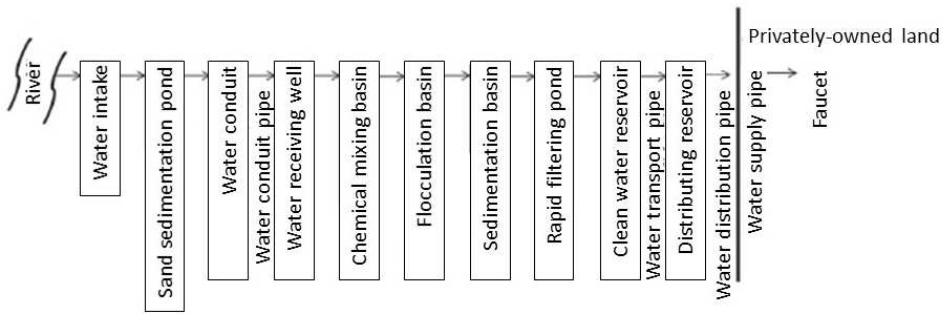 Privately-owned land
River
Water intake
Sand sedimentation pond
Water conduit
Water conduit pipe
Water receiving well
Chemical mixing basin
Flocculation basin
Sedimentation basin
Rapid filtering pond
Clean water reservoir
Water transport pipe
Distributing reservoir
Water distribution pipe
Water supply pipe
Faucet